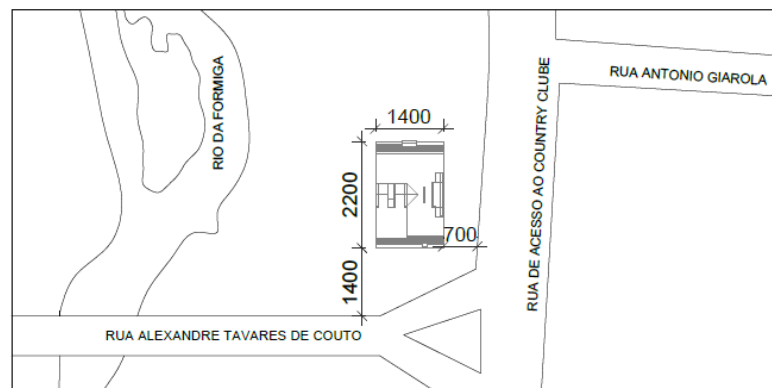 RUA ANTONIO GIAROLA
RIO DA FORMIGA
RUA DE ACESSO AO COUNTRY CLUBE
1400
2200
700
1400
RUA ALEXANDRE TAVARES DE COUTO